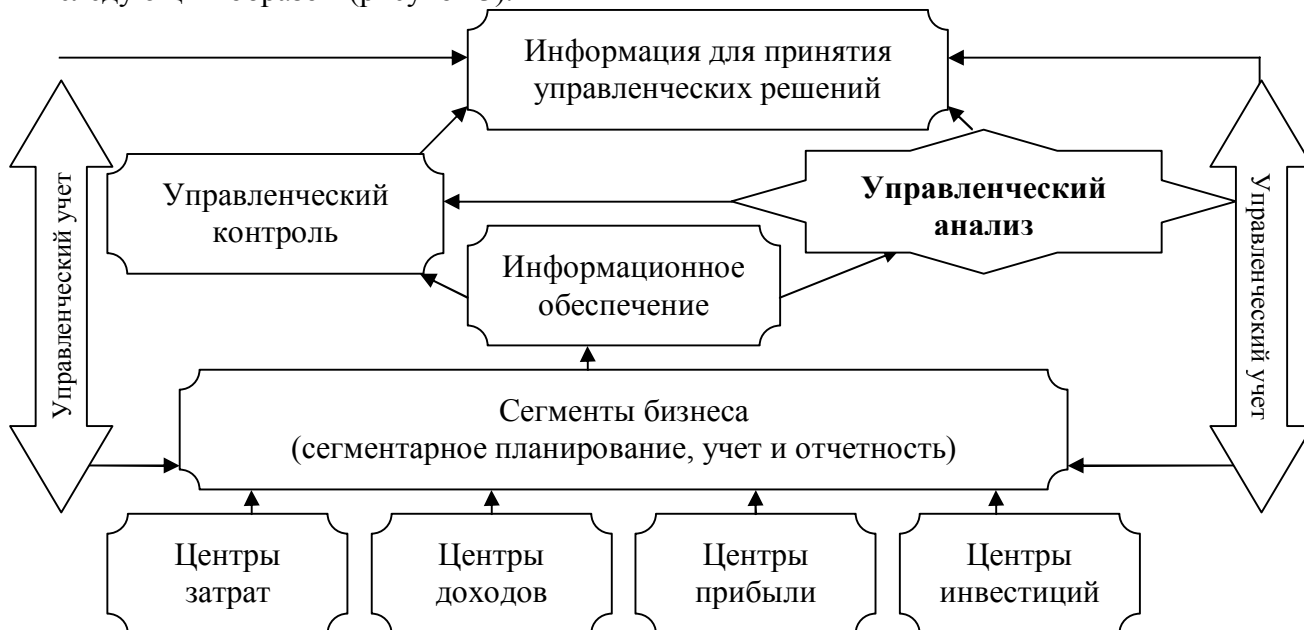 Информация для принятия
управленческих решений
Управленческий учет
Управленческий
контроль
Управленческий
анализ
Управленческий учет
Информационное
обеспечение
Сегменты бизнеса
(сегментарное планирование, учет и отчетность)
Центры
затрат
Центры
доходов
Центры
прибыли
Центры
инвестиций